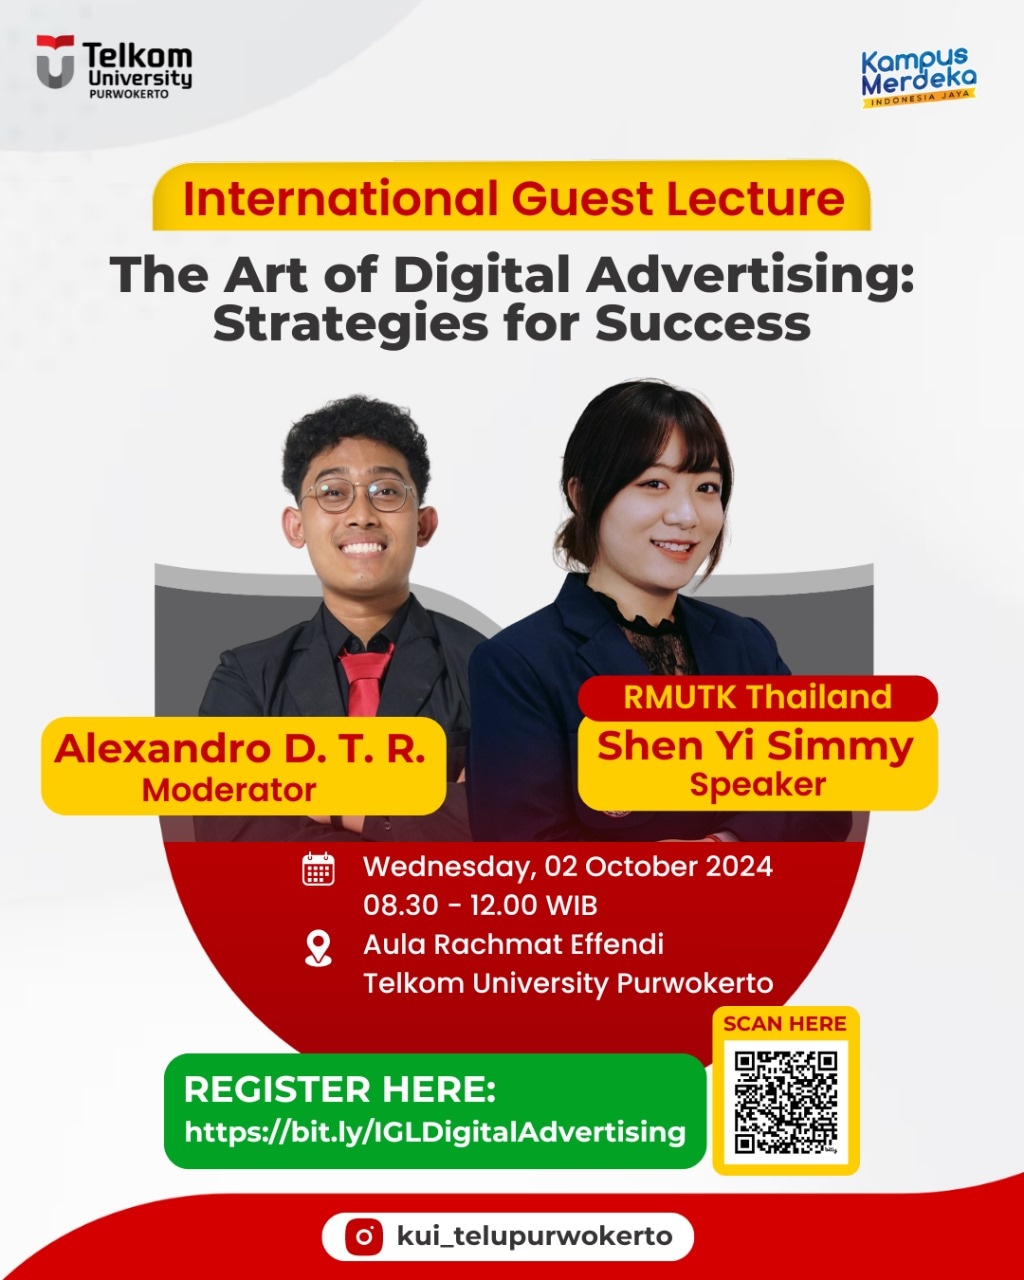 Telkom
University
PURWOKERTO
Kampus
Merdeka
INDONESIA JAYA
International Guest Lecture
The Art of Digital Advertising:
Strategies for Success
RMUTK Thailand
Alexandro D. T. R.
Moderator
Shen Yi Simmy
Speaker
Wednesday, 02 October 2024
08.30 - 12.00 WIB
Aula Rachmat Effendi
Telkom University Purwokerto
SCAN HERE
REGISTER HERE:
https://bit.ly/IGLDigitalAdvertising
kui_telupurwokerto